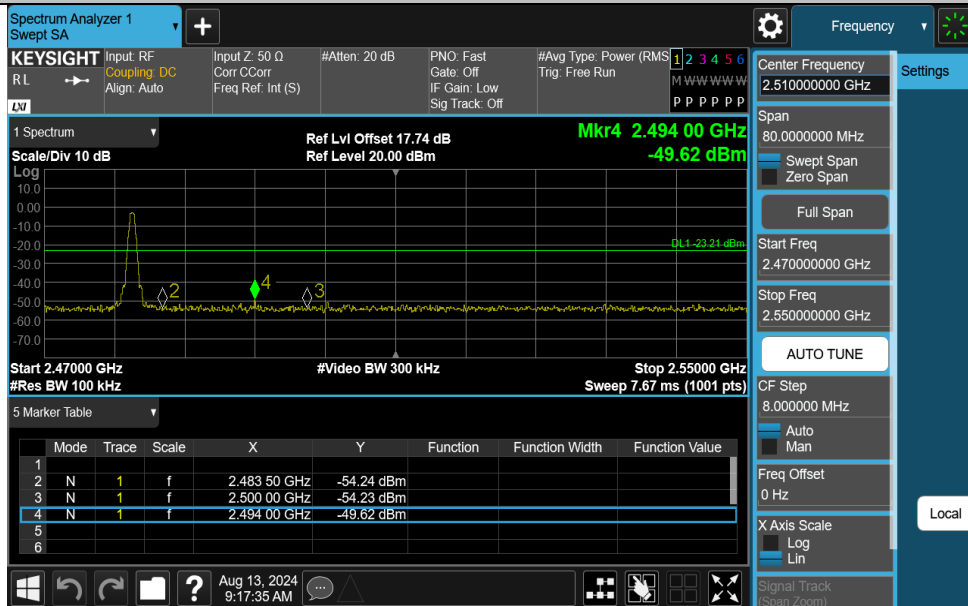 Spectrum Analyzer 1
Swept SA
+
Frequency
KEYSIGHT
RL
LXI
Input: RF
Coupling: DC
Align: Auto
Input Z: 50 Ω
Corr CCorr
Freq Ref: Int (S)
#Atten: 20 dB
PNO: Fast
Gate: Off
IF Gain: Low
Sig Track: Off
#Avg Type: Power (RMS
Trig: Free Run
1 2 3 4 5 6
M W W W W W
P P P P P P
1 Spectrum
Scale/Div 10 dB
Ref Lvl Offset 17.74 dB
Ref Level 20.00 dBm
Mkr4 2.494 00 GHz
-49.62 dBm
Log
10.0
0.00
-10.0
-20.0
-30.0
-40.0
-50.0
-60.0
-70.0
DL1 -23.21 dBm
2
4
3
Start 2.47000 GHz
#Res BW 100 kHz
#Video BW 300 kHz
Stop 2.55000 GHz
Sweep 7.67 ms (1001 pts)
5 Marker Table
Mode Trace Scale X Y Function Function Width Function Value
1
2 N 1 f 2.483 50 GHz -54.24 dBm
3 N 1 f 2.500 00 GHz -54.23 dBm
4 N 1 f 2.494 00 GHz -49.62 dBm
5
6
Center Frequency
2.510000000 GHz
Settings
Span
80.0000000 MHz
Swept Span
Zero Span
Full Span
Start Freq
2.470000000 GHz
Stop Freq
2.550000000 GHz
AUTO TUNE
CF Step
8.000000 MHz
Auto
Man
Freq Offset
0 Hz
Local
X Axis Scale
Log
Lin
Signal Track
(Span Zoom)
?
Aug 13, 2024
9:17:35 AM